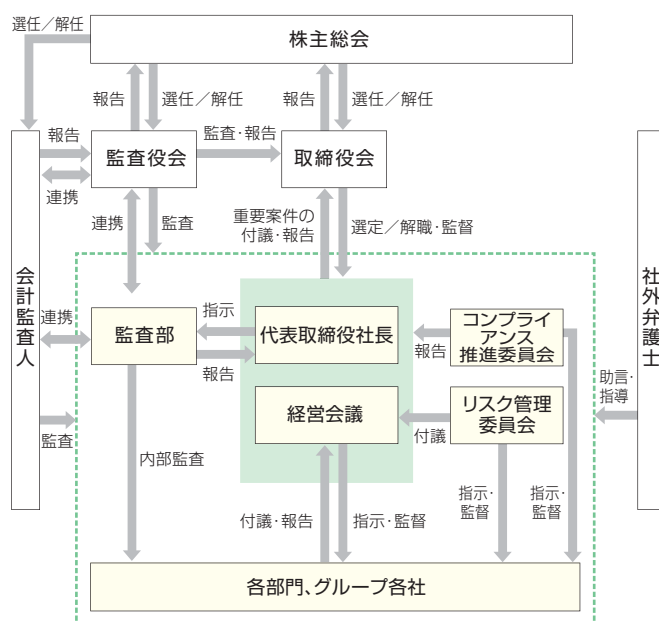 選任／解任
株主総会
報告
選任／解任
報告
選任／解任
報告
監査役会
監査・報告
取締役会
連携
連携
監査
重要案件の
付議・報告
選定／解職・監督
会計監査人
社外弁護士
連携
監査部
指示
報告
代表取締役社長
報告
コンプライ
アンス
推進委員会
助言・
指導
監査
内部監査
経営会議
付議
リスク管理
委員会
付議・報告
指示・監督
指示・
監督
指示・
監督
各部門、グループ各社